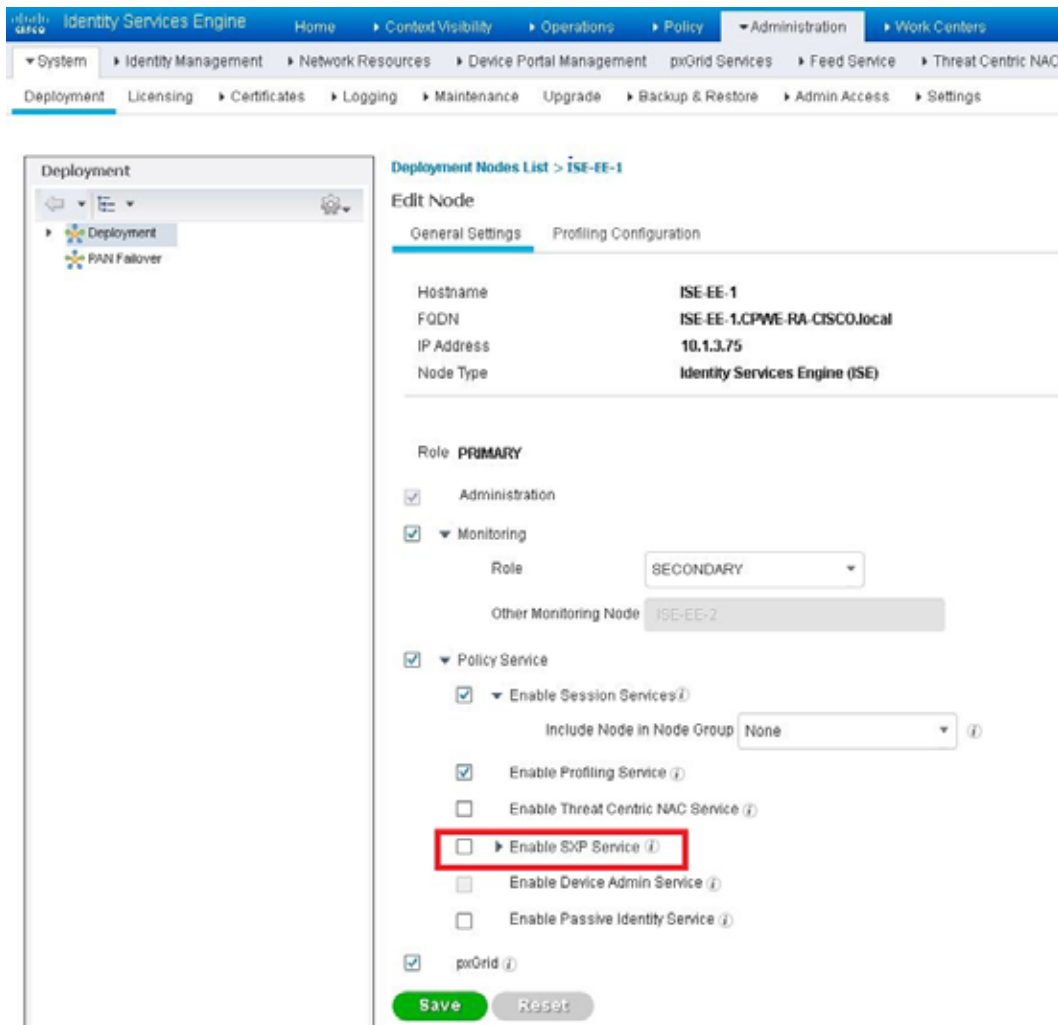 cisco Identity Services Engine Home Context Visibility Operations Policy Administration Work Centers
System Identity Management Network Resources Device Portal Management pxGrid Services Feed Service Threat Centric NAC
Deployment Licensing Certificates Logging Maintenance Upgrade Backup & Restore Admin Access Settings
Deployment
Deployment
PAN Failover
Deployment Nodes List > ISE-EE-1
Edit Node
General Settings Profiling Configuration
Hostname ISE-EE-1
FQDN ISE-EE-1.CPWE-RA-CISCO.local
IP Address 10.1.3.75
Node Type Identity Services Engine (ISE)
Role PRIMARY
Administration
Monitoring
Role SECONDARY
Other Monitoring Node ISE-EE-2
Policy Service
Enable Session Services i
Include Node in Node Group None i
Enable Profiling Service i
Enable Threat Centric NAC Service i
Enable SXP Service i
Enable Device Admin Service i
Enable Passive Identity Service i
pxGrid i
Save Reset